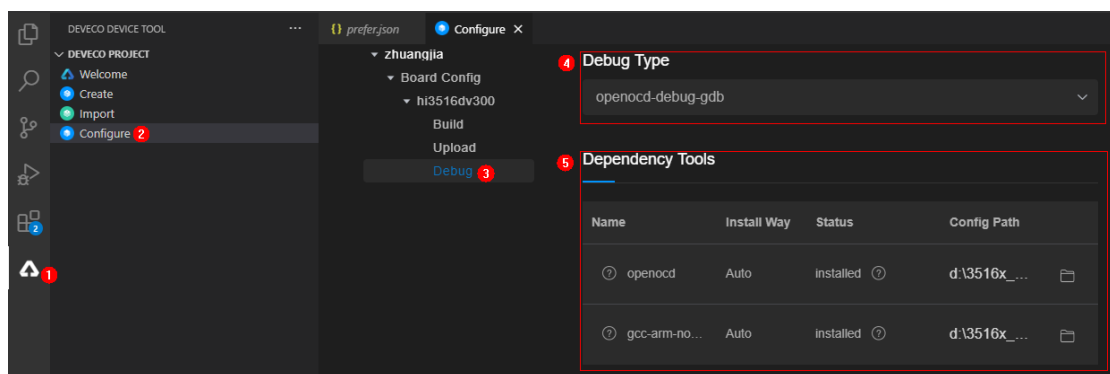 DEVECO DEVICE TOOL ...
DEVECO PROJECT
Welcome
Create
Import
Configure 2
2
1
{} prefer.json Configure ×
zhuangjia
Board Config
hi3516dv300
Build
Upload
Debug 3
4 Debug Type
openocd-debug-gdb
5 Dependency Tools
Name Install Way Status Config Path
? openocd Auto installed ? d:\3516x_...
? gcc-arm-no... Auto installed ? d:\3516x_...